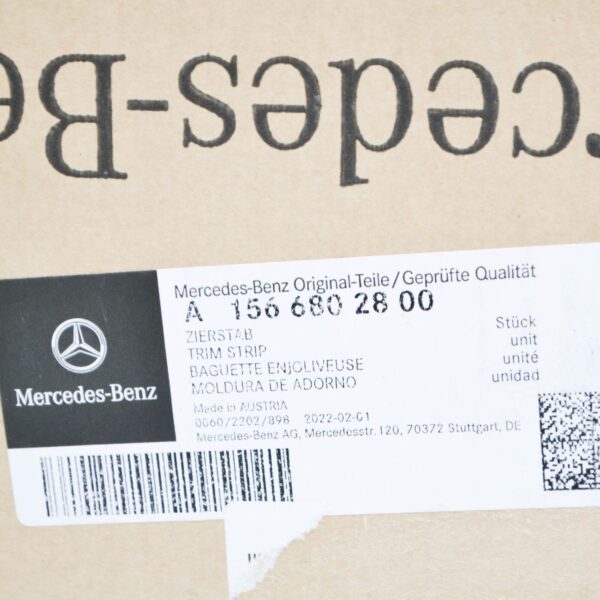 Mercedes-Be
Mercedes-Benz Original-Teile/Geprüfte Qualität
A 156 680 28 00
ZIERSTAB
TRIM STRIP
BAGUETTE ENJOLIVEUSE
MOLDURA DE ADORNO
Stück
unit
unité
unidad
Mercedes-Benz
Made in AUSTRIA
0060/2202/898 2022-02-01
Mercedes-Benz AG, Mercedesstr.120, 70372 Stuttgart, DE